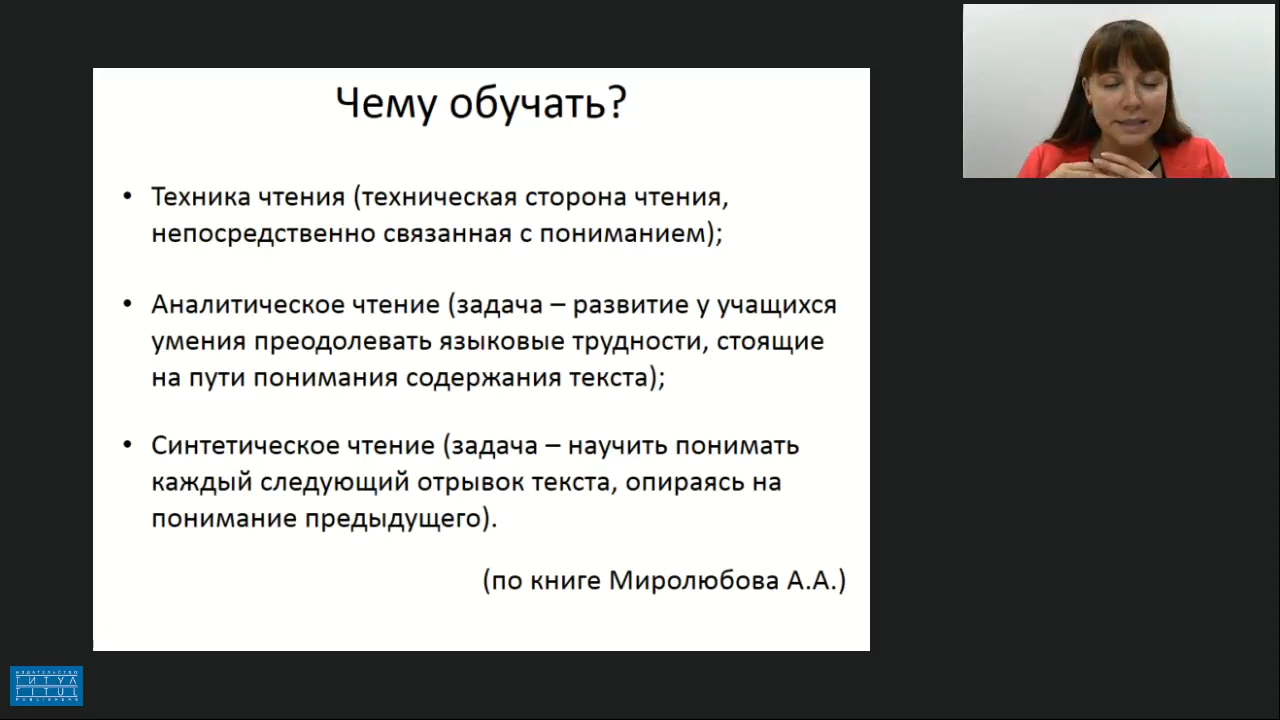 Чему обучать?
• Техника чтения (техническая сторона чтения,
непосредственно связанная с пониманием);
• Аналитическое чтение (задача – развитие у учащихся
умения преодолевать языковые трудности, стоящие
на пути понимания содержания текста);
• Синтетическое чтение (задача – научить понимать
каждый следующий отрывок текста, опираясь на
понимание предыдущего).
(по книге Миролюбова А.А.)
ИЗДАТЕЛЬСТВО
ТИТУЛ
TITUL
PUBLISHERS